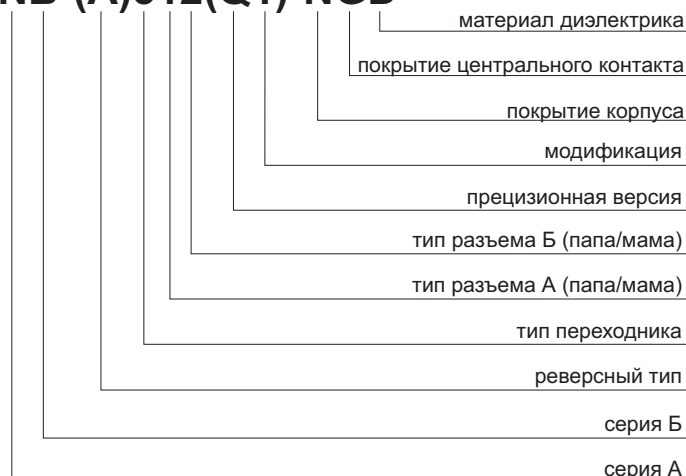 материал диэлектрика
покрытие центрального контакта
покрытие корпуса
модификация
прецизионная версия
тип разъема Б (папа/мама)
тип разъема А (папа/мама)
тип переходника
реверсный тип
серия Б
серия А